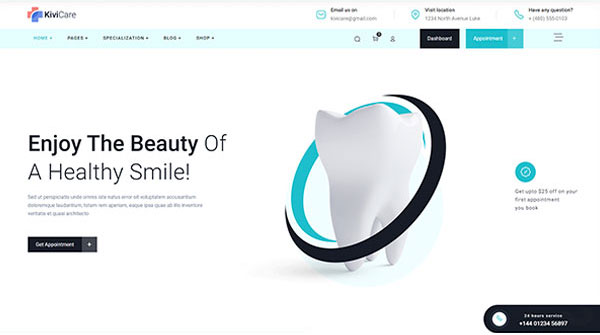 KiviCare
Email us on
kivicare@gmail.com
Visit location
1234 North Avenue Luke
Have any question?
+ (485) 555-0103
HOME
PAGES
SPECIALIZATION
BLOG
SHOP
0
Dashboard
Appointment +
Enjoy The Beauty Of
A Healthy Smile!
Sed ut perspiciatis unde omnis iste natus error sit voluptatem accusantium
doloremque laudantium, totam rem aperiam, eaque ipsa quae ab illo inventore
veritatis et quasi architecto
Get Appointment +
Get upto $25 off on your
first appointment
you book
24 hours service
+144 01234 56897